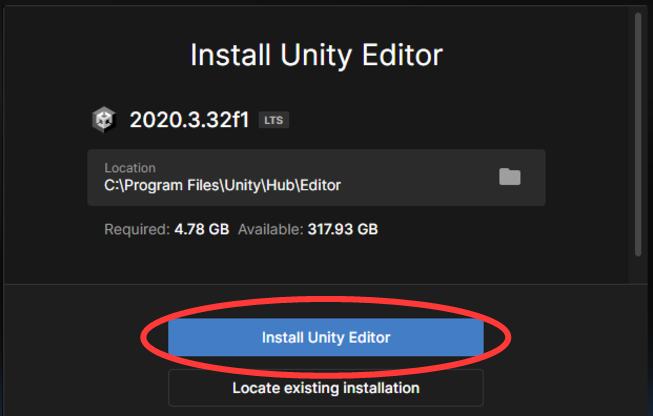 Install Unity Editor
2020.3.32f1 LTS
Location
C:\Program Files\Unity\Hub\Editor
Required: 4.78 GB Available: 317.93 GB
Install Unity Editor
Locate existing installation